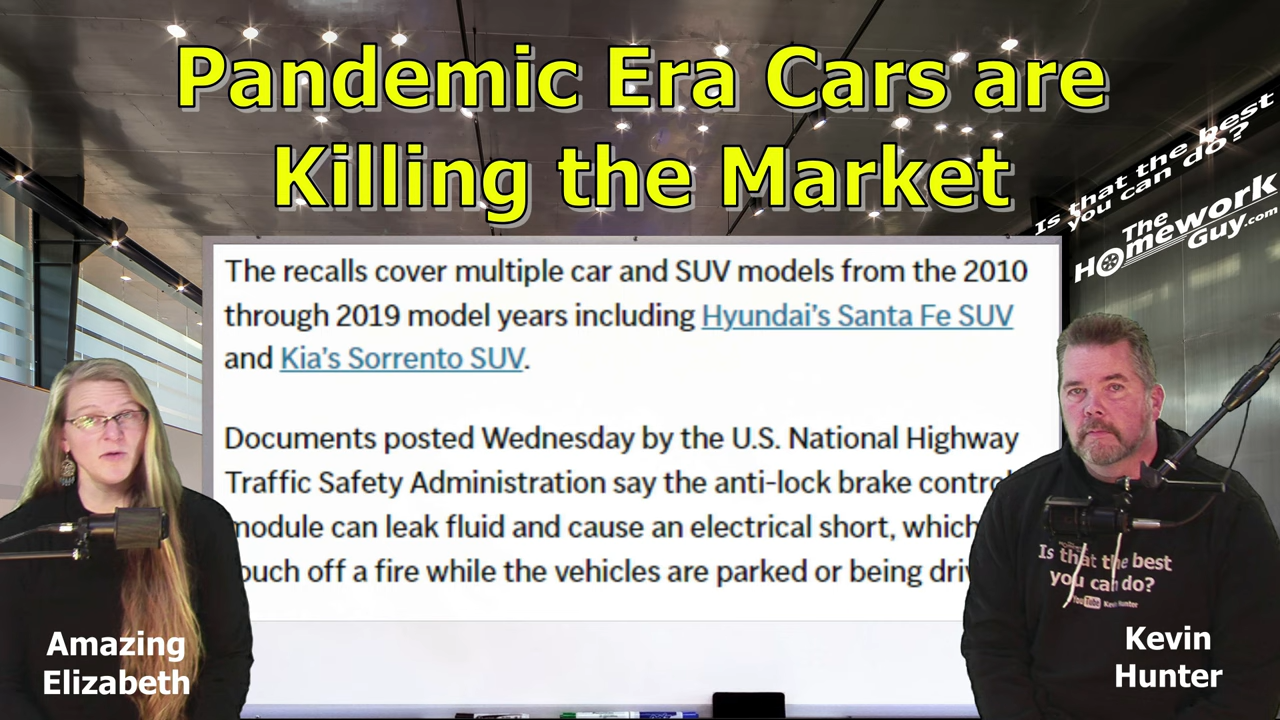 Pandemic Era Cars are
Killing the Market
Is that the best
you can do?
The
Homework
Guy.com
The recalls cover multiple car and SUV models from the 2010
through 2019 model years including Hyundai's Santa Fe SUV
and Kia's Sorrento SUV.
Documents posted Wednesday by the U.S. National Highway
Traffic Safety Administration say the anti-lock brake
can leak fluid and cause an electrical short, which
off a fire while the vehicles are parked or being
Is that the best
you can do?
YouTube Kevin Hunter
Amazing
Elizabeth
Kevin
Hunter